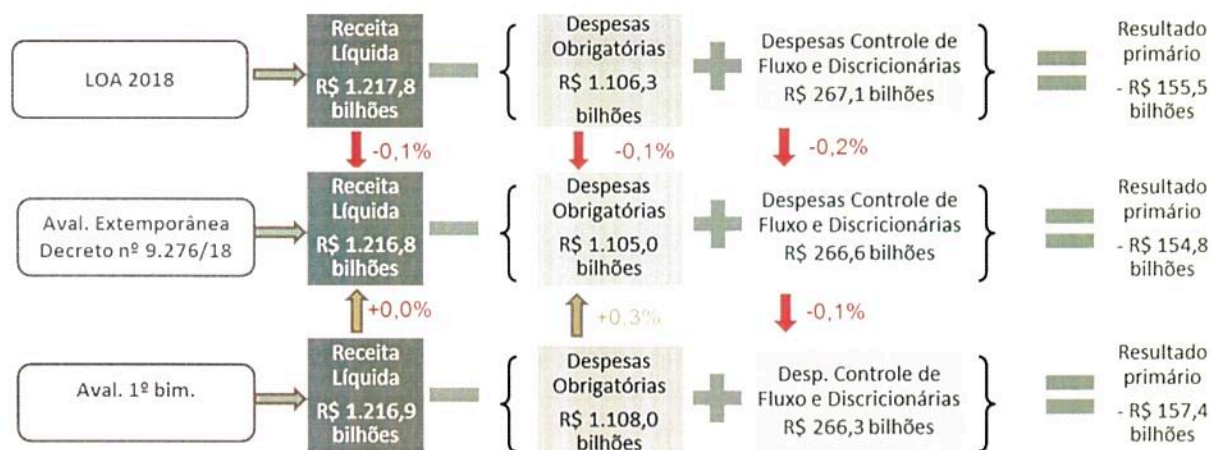 LOA 2018
Receita
Líquida
R$ 1.217,8
bilhões
Despesas
Obrigatórias
R$ 1.106,3
bilhões
Despesas Controle de
Fluxo e Discricionárias
R$ 267,1 bilhões
Resultado
primário
- R$ 155,5
bilhões
-0,1%
-0,1%
-0,2%
Aval. Extemporânea
Decreto nº 9.276/18
Receita
Líquida
R$ 1.216,8
bilhões
Despesas
Obrigatórias
R$ 1.105,0
bilhões
Despesas Controle de
Fluxo e Discricionárias
R$ 266,6 bilhões
Resultado
primário
- R$ 154,8
bilhões
+0,0%
+0,3%
-0,1%
Aval. 1º bim.
Receita
Líquida
R$ 1.216,9
bilhões
Despesas
Obrigatórias
R$ 1.108,0
bilhões
Desp. Controle de
Fluxo e Discricionárias
R$ 266,3 bilhões
Resultado
primário
- R$ 157,4
bilhões